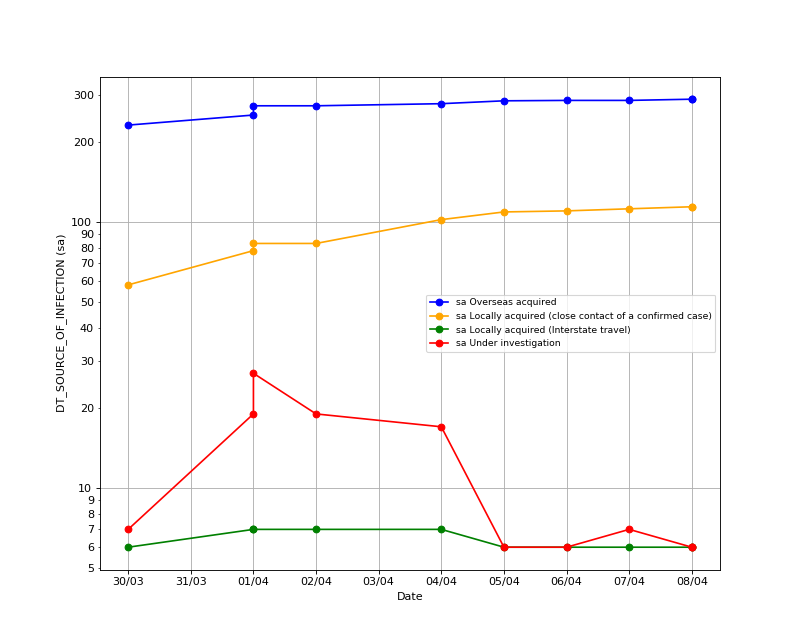 300
200
100
90
80
70
60
50
40
30
20
10
9
8
7
6
5
DT_SOURCE_OF_INFECTION (sa)
sa Overseas acquired
sa Locally acquired (close contact of a confirmed case)
sa Locally acquired (Interstate travel)
sa Under investigation
30/03 31/03 01/04 02/04 03/04 04/04 05/04 06/04 07/04 08/04
Date